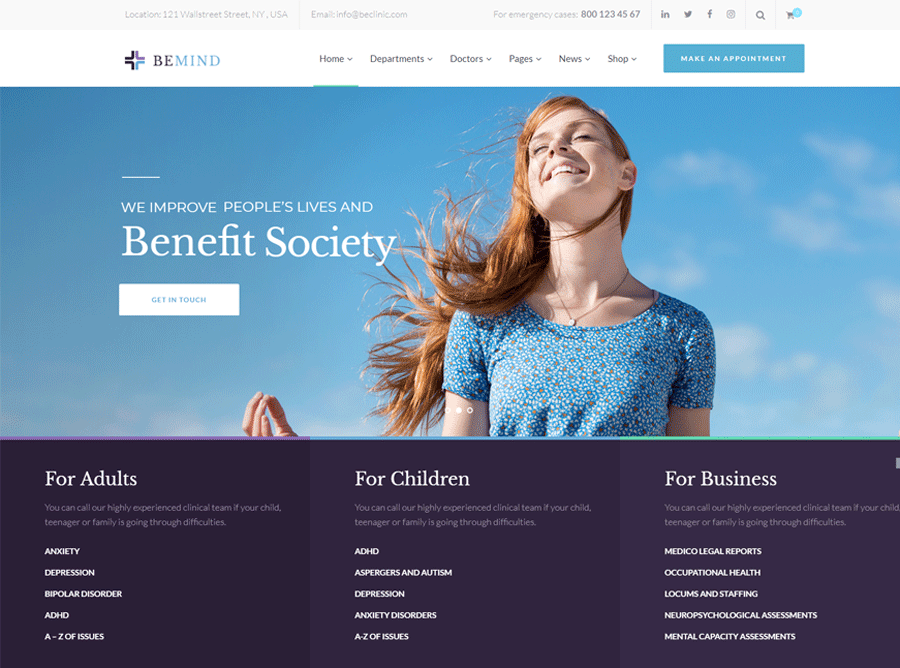 Location: 121 Wallstreet Street, NY , USA
Email: info@beclinic.com
For emergency cases: 800 123 45 67
BEMIND
Home
Departments
Doctors
Pages
News
Shop
MAKE AN APPOINTMENT
WE IMPROVE PEOPLE'S LIVES AND
Benefit Society
GET IN TOUCH
For Adults
You can call our highly experienced clinical team if your child,
teenager or family is going through difficulties.
ANXIETY
DEPRESSION
BIPOLAR DISORDER
ADHD
A – Z OF ISSUES
For Children
You can call our highly experienced clinical team if your child,
teenager or family is going through difficulties.
ADHD
ASPERGERS AND AUTISM
DEPRESSION
ANXIETY DISORDERS
A-Z OF ISSUES
For Business
You can call our highly experienced clinical team if your child
teenager or family is going through difficulties.
MEDICO LEGAL REPORTS
OCCUPATIONAL HEALTH
LOCUMS AND STAFFING
NEUROPSYCHOLOGICAL ASSESSMENTS
MENTAL CAPACITY ASSESSMENTS